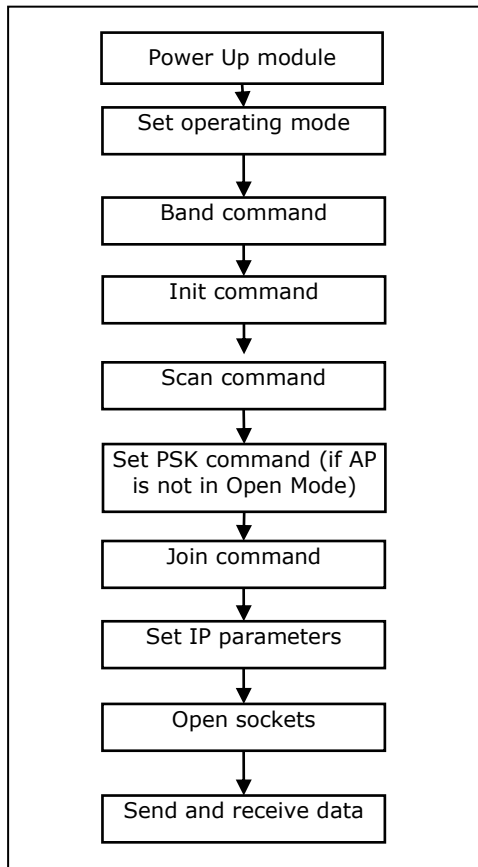 Power Up module
Set operating mode
Band command
Init command
Scan command
Set PSK command (if AP
is not in Open Mode)
Join command
Set IP parameters
Open sockets
Send and receive data